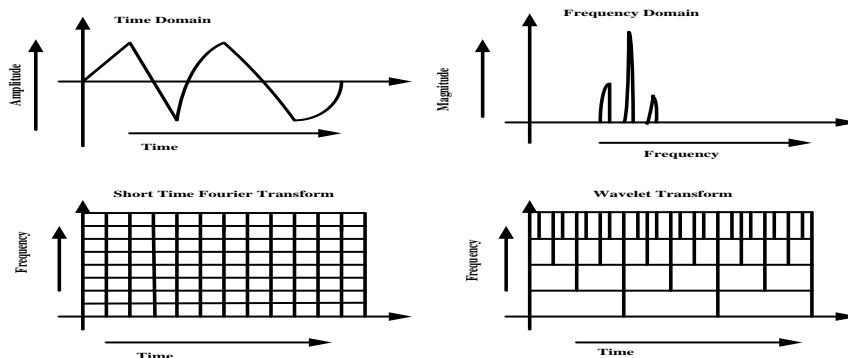 Time Domain
Amplitude
Time
Frequency Domain
Magnitude
Frequency
Short Time Fourier Transform
Frequency
Time
Wavelet Transform
Frequency
Time